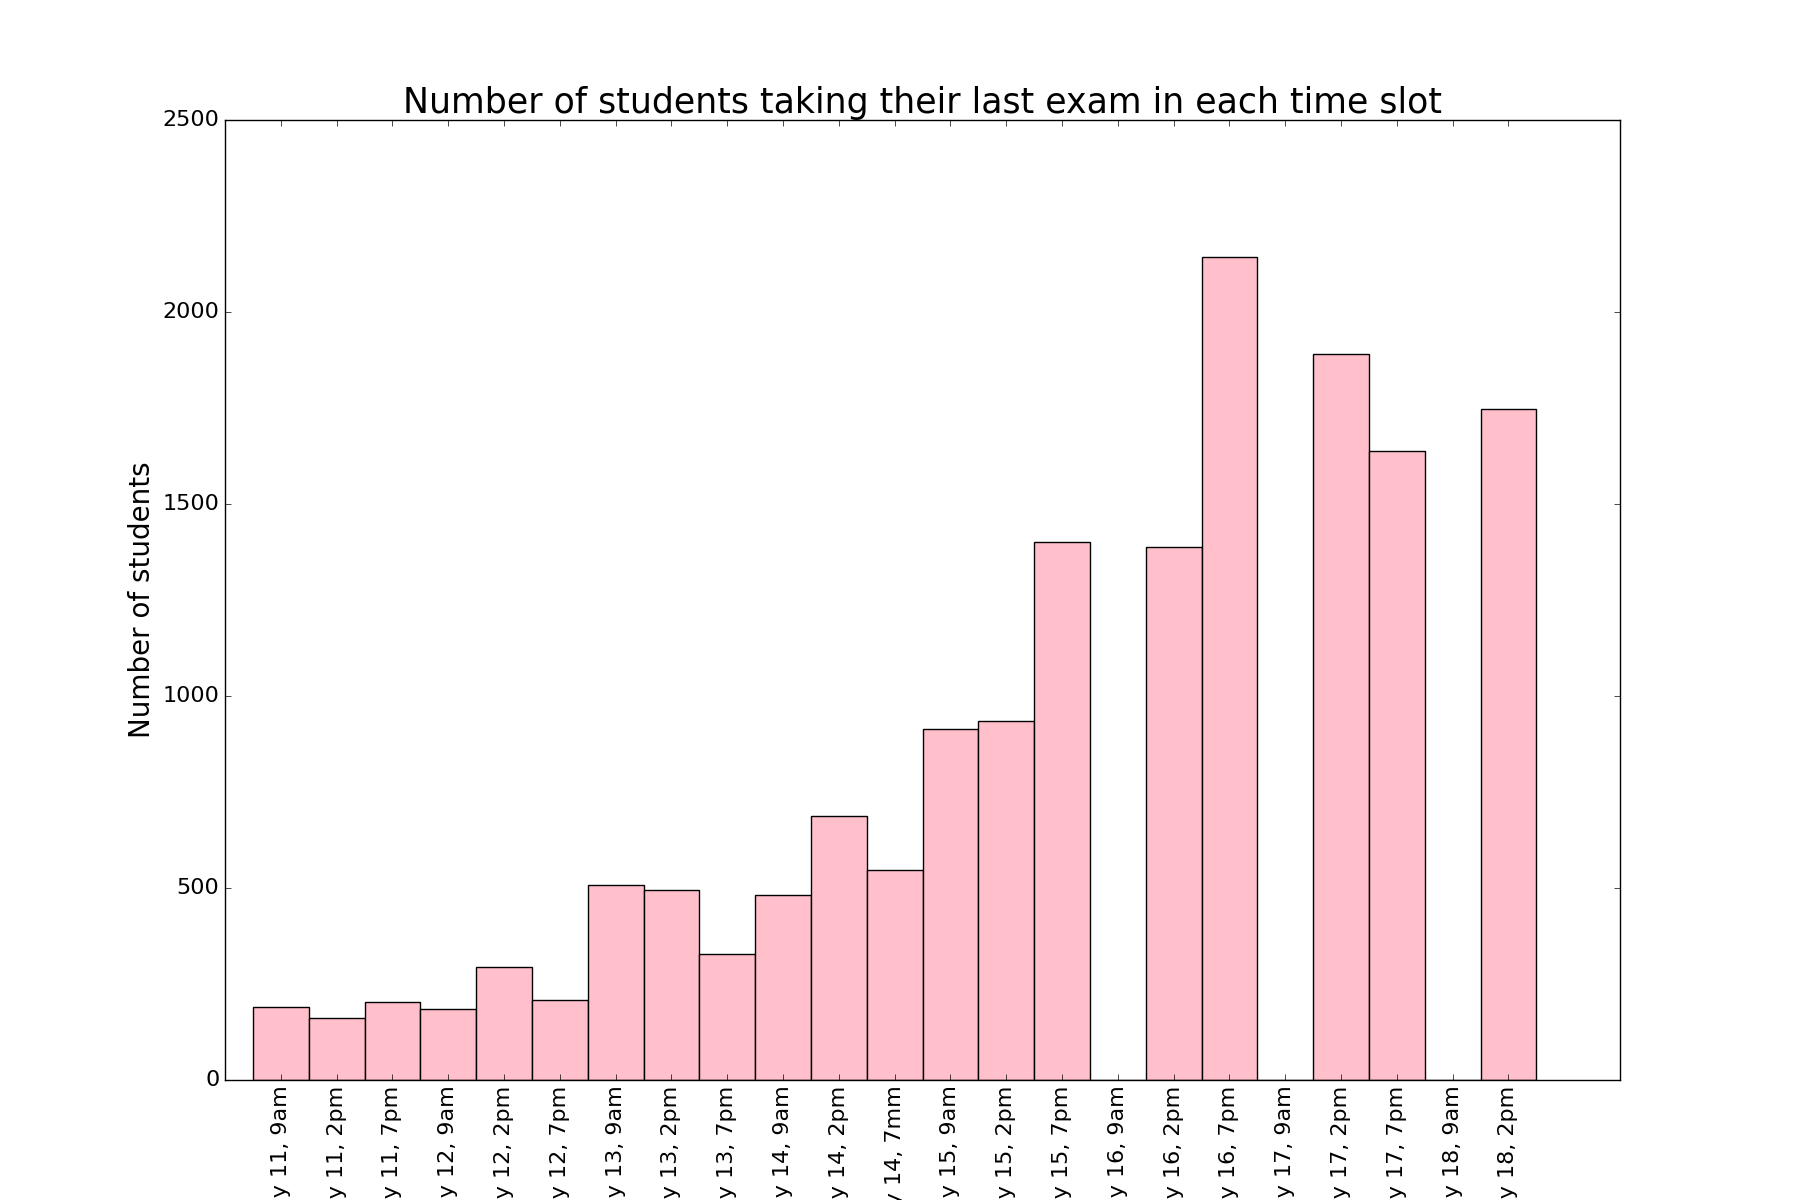 Number of students taking their last exam in each time slot
Number of students
2500
2000
1500
1000
500
0
y 11, 9am
y 11, 2pm
y 11, 7pm
y 12, 9am
y 12, 2pm
y 12, 7pm
y 13, 9am
y 13, 2pm
y 13, 7pm
y 14, 9am
y 14, 2pm
y 14, 7mm
y 15, 9am
y 15, 2pm
y 15, 7pm
y 16, 9am
y 16, 2pm
y 16, 7pm
y 17, 9am
y 17, 2pm
y 17, 7pm
y 18, 9am
y 18, 2pm